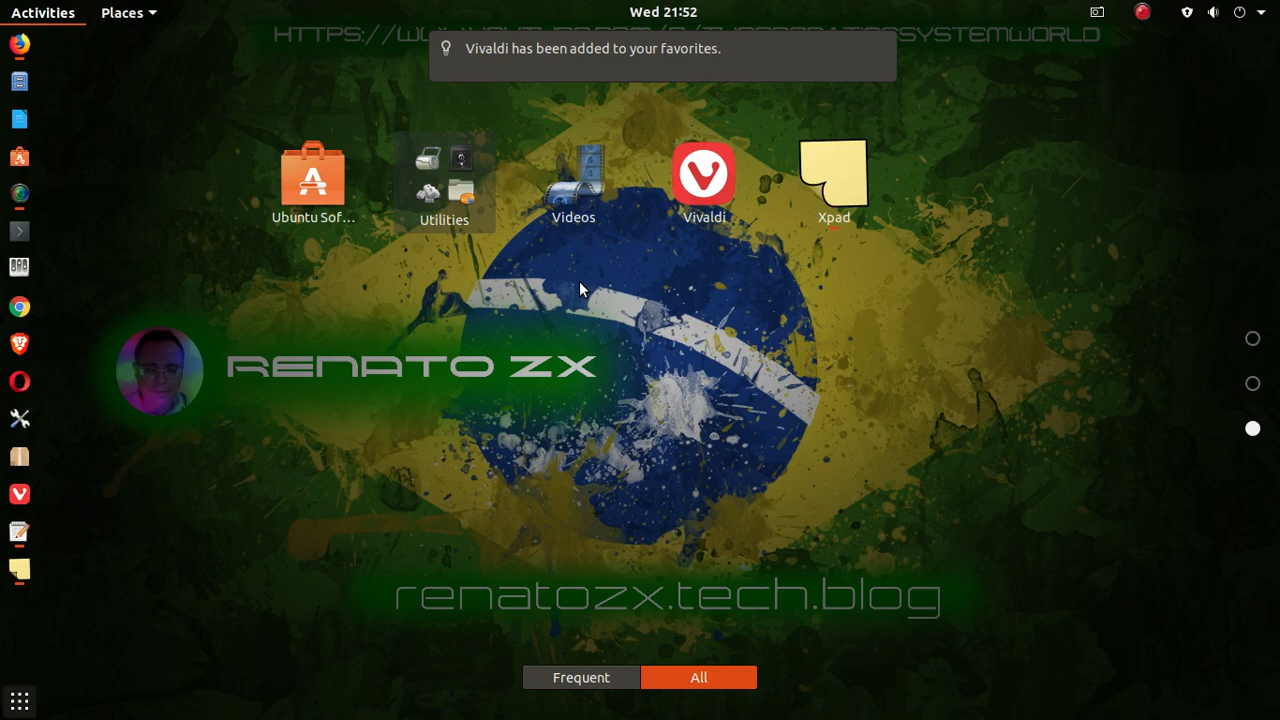 Activities Places Wed 21:52
Vivaldi has been added to your favorites.
Ubuntu Sof... Utilities Videos Vivaldi Xpad
RENATO ZX
renatozx.tech.blog
Frequent All